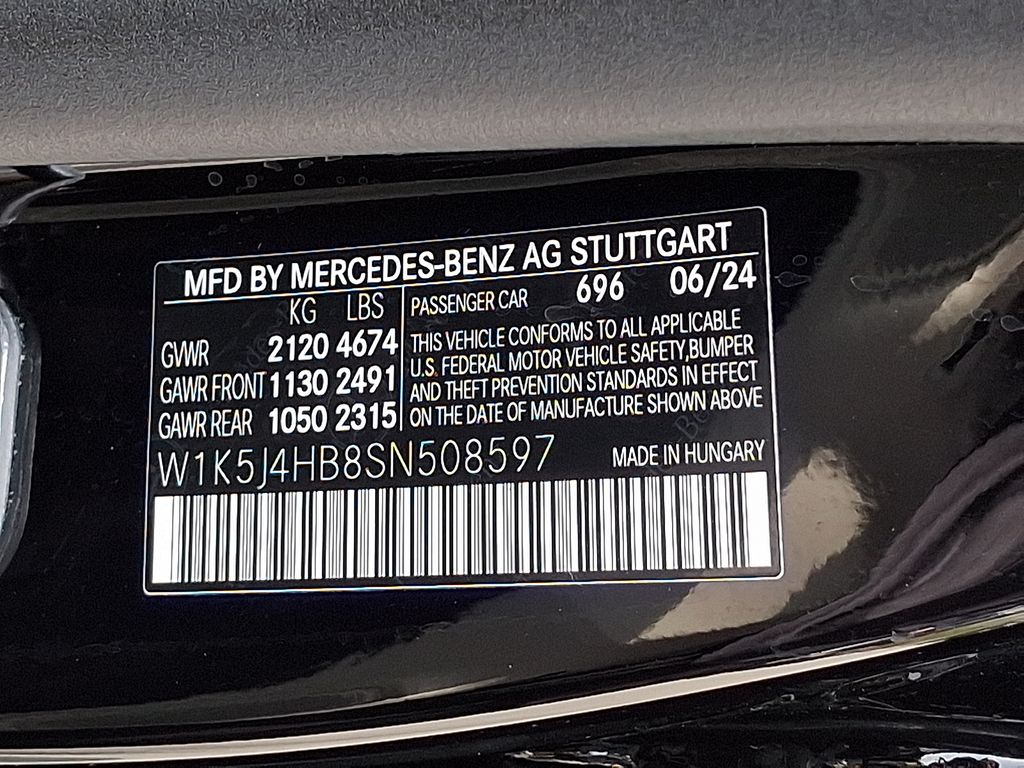 MFD BY MERCEDES-BENZ AG STUTTGART
KG LBS
GVWR 2120 4674
GAWR FRONT 1130 2491
GAWR REAR 1050 2315
PASSENGER CAR 696 06/24
THIS VEHICLE CONFORMS TO ALL APPLICABLE
U.S. FEDERAL MOTOR VEHICLE SAFETY,BUMPER
AND THEFT PREVENTION STANDARDS IN EFFECT
ON THE DATE OF MANUFACTURE SHOWN ABOVE
W1K5J4HB8SN508597
MADE IN HUNGARY